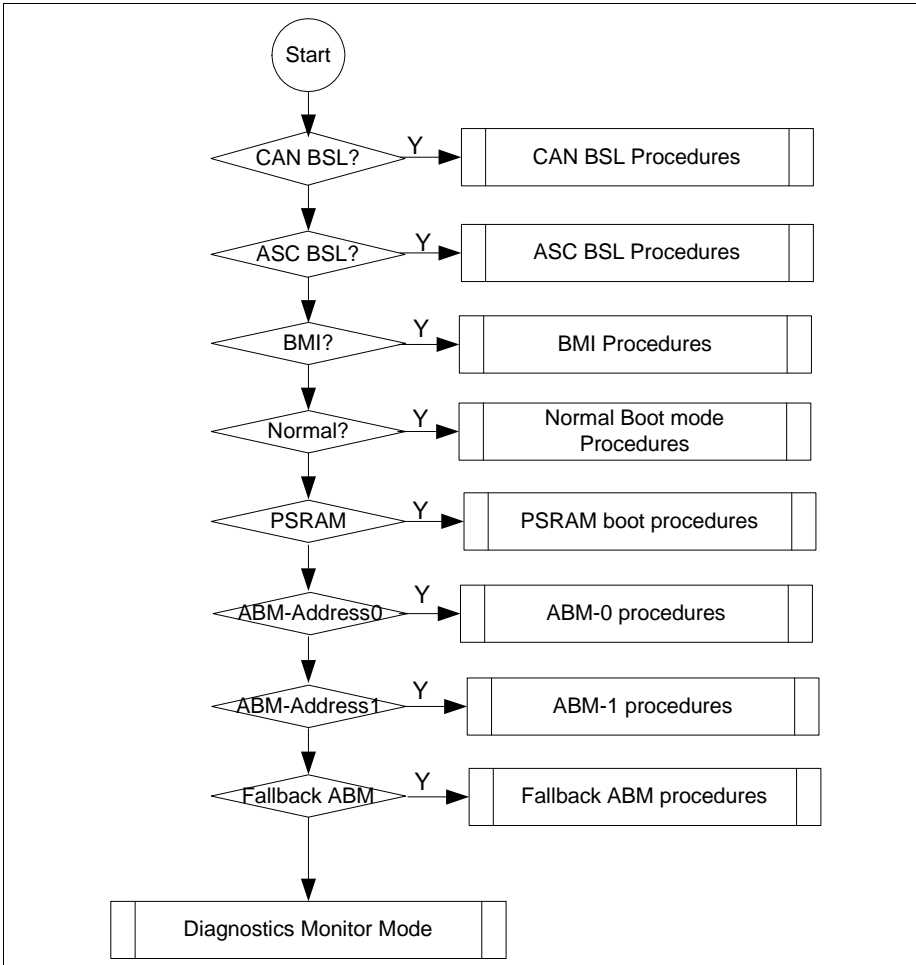 Start
CAN BSL?
Y
CAN BSL Procedures
ASC BSL?
Y
ASC BSL Procedures
BMI?
Y
BMI Procedures
Normal?
Y
Normal Boot mode
Procedures
PSRAM
Y
PSRAM boot procedures
ABM-Address0
Y
ABM-0 procedures
ABM-Address1
Y
ABM-1 procedures
Fallback ABM
Y
Fallback ABM procedures
Diagnostics Monitor Mode